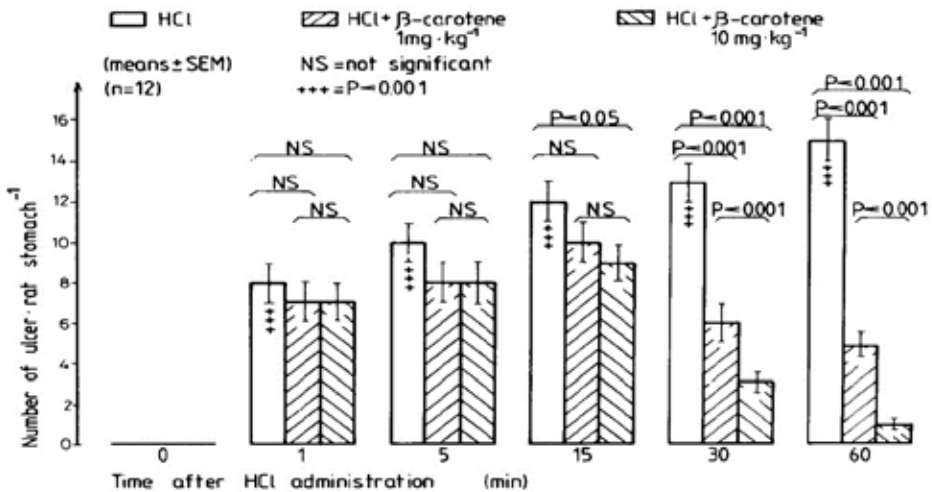 HCl HCl + β-carotene HCl + β-carotene
1mg·kg⁻¹ 10 mg·kg⁻¹
(means ± SEM) NS = not significant
(n=12) +++ = P<0.001
P<0.001
P<0.05 P<0.001 P<0.001
NS NS NS P<0.001
NS NS
NS NS NS P<0.001 P<0.001
+++ +++ +++ +++ +++
Number of ulcer·rat stomach⁻¹
16
14
12
10
8
6
4
2
0
0 1 5 15 30 60
Time after HCl administration (min)